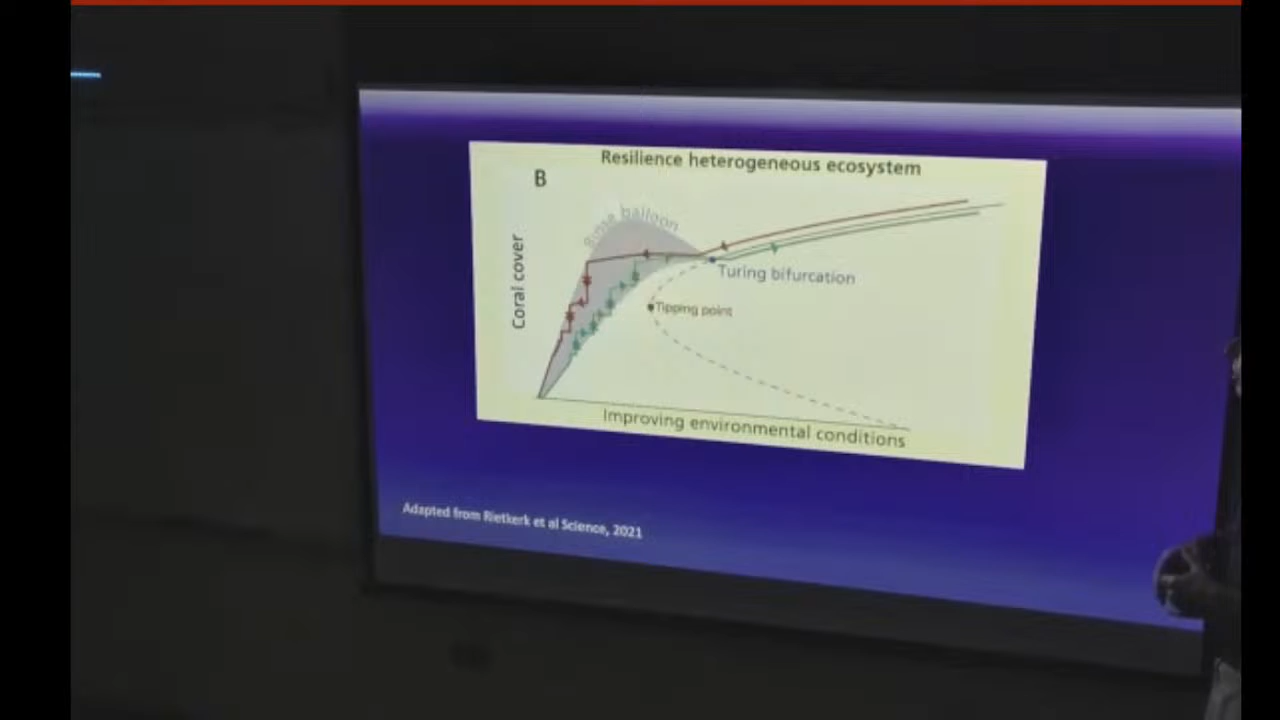 Resilience heterogeneous ecosystem
B
Busse balloon
Coral cover
Turing bifurcation
Tipping point
Improving environmental conditions
Adapted from Rietkerk et al Science, 2021